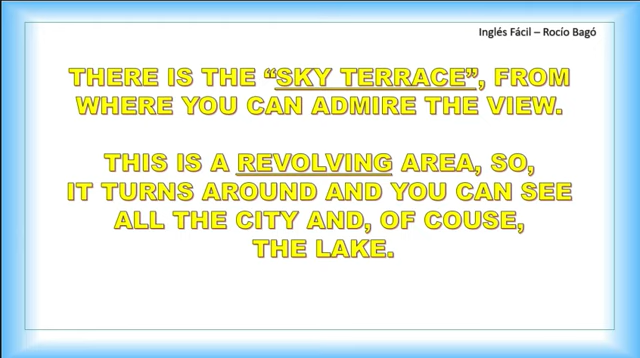 Inglés Fácil – Rocío Bagó
THERE IS THE “SKY TERRACE”, FROM
WHERE YOU CAN ADMIRE THE VIEW.
THIS IS A REVOLVING AREA, SO,
IT TURNS AROUND AND YOU CAN SEE
ALL THE CITY AND, OF COUSE,
THE LAKE.